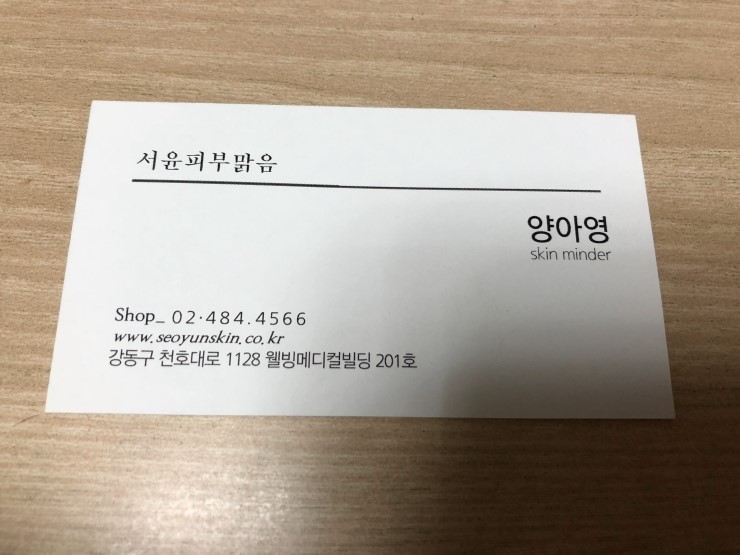 서윤피부맑음
양아영
skin minder
Shop_ 02·484.4566
www.seoyunskin.co.kr
강동구 천호대로 1128 웰빙메디컬빌딩 201호